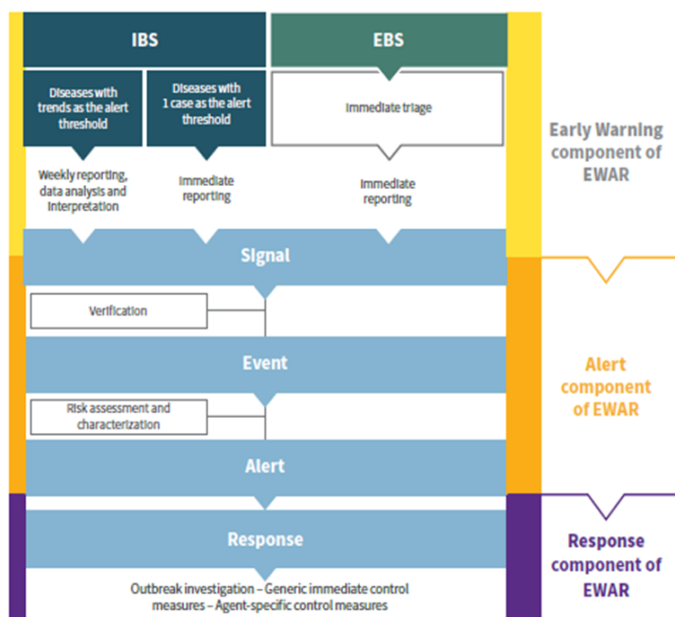 IBS
EBS
Diseases with
trends as the alert
threshold
Diseases with
1 case as the alert
threshold
Immediate triage
Weekly reporting,
data analysis and
interpretation
Immediate
reporting
Immediate
reporting
Early Warning
component of
EWAR
Signal
Verification
Event
Risk assessment and
characterization
Alert
Alert
component
of EWAR
Response
Outbreak investigation – Generic immediate control
measures – Agent-specific control measures
Response
component of
EWAR